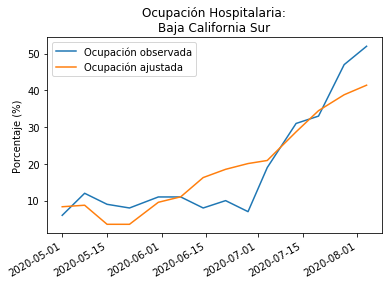 Ocupación Hospitalaria:
Baja California Sur
Ocupación observada
Ocupación ajustada
Porcentaje (%)
50
40
30
20
10
2020-05-01
2020-05-15
2020-06-01
2020-06-15
2020-07-01
2020-07-15
2020-08-01